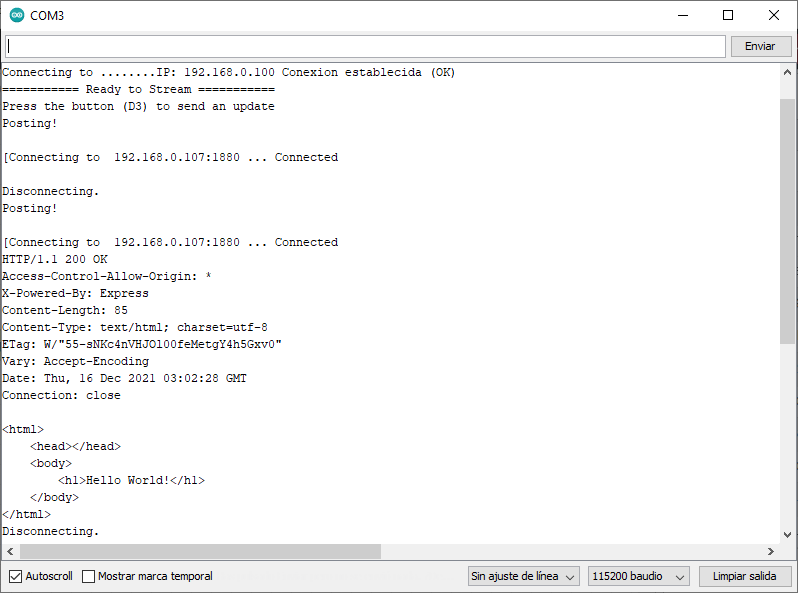 COM3
Enviar
Connecting to ........IP: 192.168.0.100 Conexion establecida (OK)
=========== Ready to Stream ===========
Press the button (D3) to send an update
Posting!
[Connecting to  192.168.0.107:1880 ... Connected
Disconnecting.
Posting!
[Connecting to  192.168.0.107:1880 ... Connected
HTTP/1.1 200 OK
Access-Control-Allow-Origin: *
X-Powered-By: Express
Content-Length: 85
Content-Type: text/html; charset=utf-8
ETag: W/"55-sNKc4nVHJOl00feMetgY4h5Gxv0"
Vary: Accept-Encoding
Date: Thu, 16 Dec 2021 03:02:28 GMT
Connection: close
<html>
    <head></head>
    <body>
        <h1>Hello World!</h1>
    </body>
</html>
Disconnecting.
Autoscroll Mostrar marca temporal Sin ajuste de línea 115200 baudio Limpiar salida